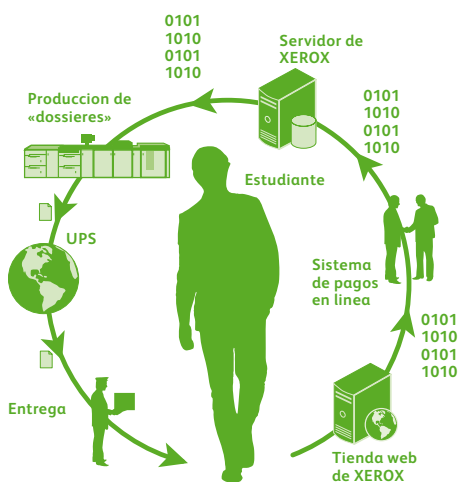 0101
1010
0101
1010
Servidor de
XEROX
Produccion de
«dossieres»
0101
1010
0101
1010
Estudiante
UPS
Sistema
de pagos
en linea
0101
1010
0101
1010
Entrega
Tienda web
de XEROX